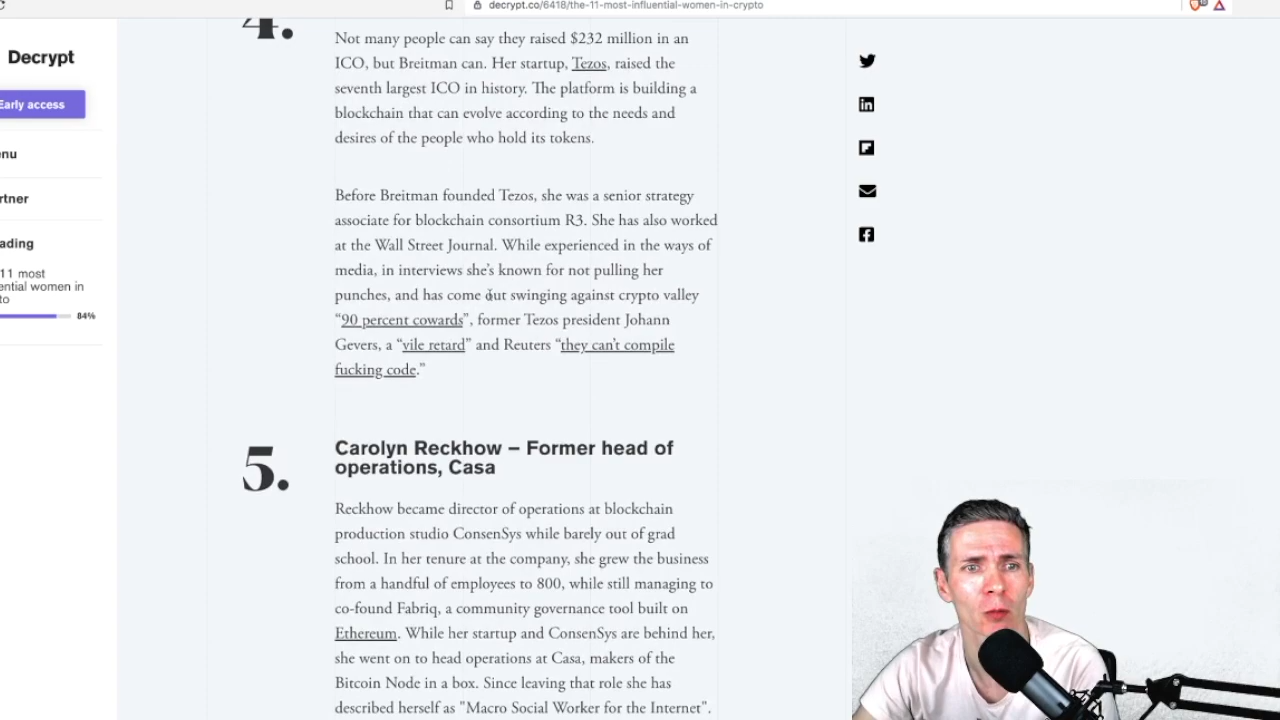 decrypt.co/6418/the-11-most-influential-women-in-crypto
4.
Decrypt
Early access
enu
rtner
ading
11 most
ential women in
to
84%
Not many people can say they raised $232 million in an
ICO, but Breitman can. Her startup, Tezos, raised the
seventh largest ICO in history. The platform is building a
blockchain that can evolve according to the needs and
desires of the people who hold its tokens.
Before Breitman founded Tezos, she was a senior strategy
associate for blockchain consortium R3. She has also worked
at the Wall Street Journal. While experienced in the ways of
media, in interviews she's known for not pulling her
punches, and has come out swinging against crypto valley
“90 percent cowards”, former Tezos president Johann
Gevers, a “vile retard” and Reuters “they can't compile
fucking code.”
5.
Carolyn Reckhow – Former head of
operations, Casa
Reckhow became director of operations at blockchain
production studio ConsenSys while barely out of grad
school. In her tenure at the company, she grew the business
from a handful of employees to 800, while still managing to
co-found Fabriq, a community governance tool built on
Ethereum. While her startup and ConsenSys are behind her,
she went on to head operations at Casa, makers of the
Bitcoin Node in a box. Since leaving that role she has
described herself as "Macro Social Worker for the Internet".